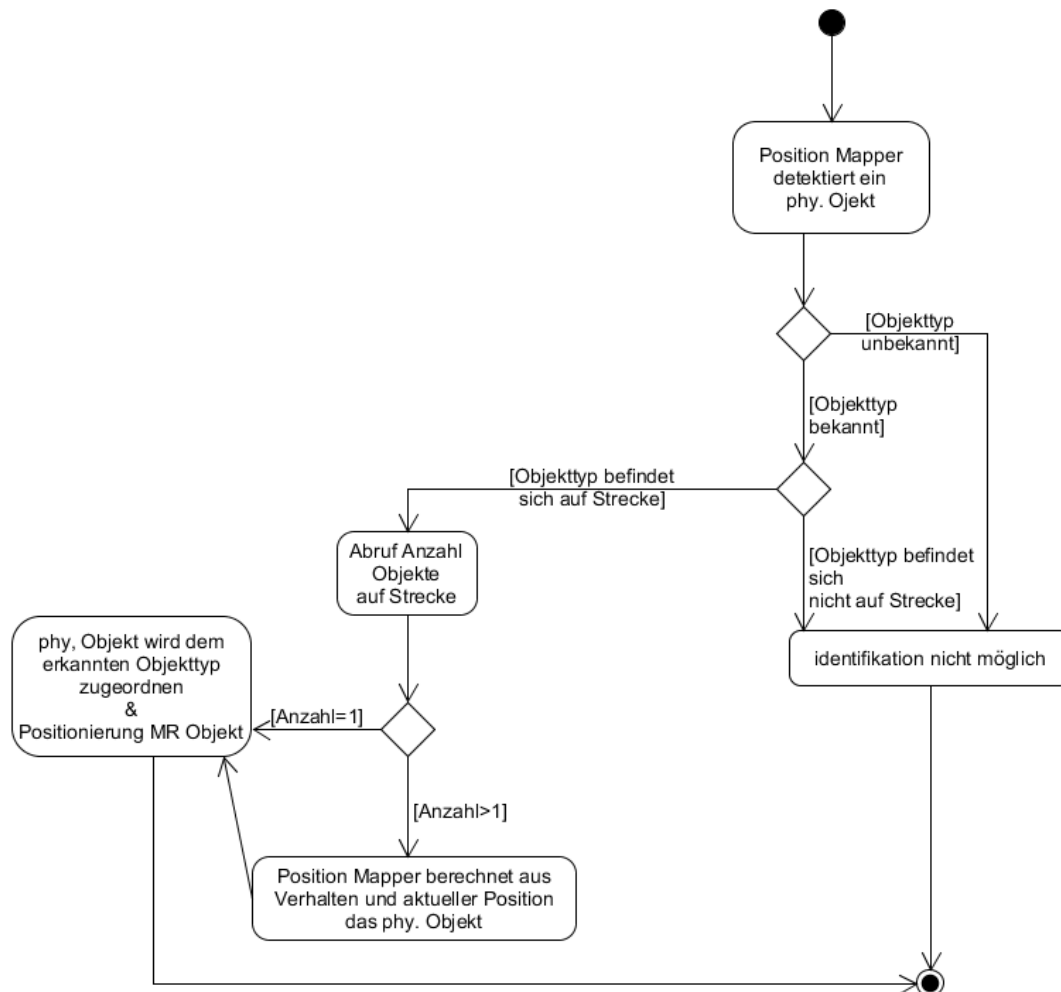 Position Mapper
detektiert ein
phy. Ojekt
[Objekttyp
unbekannt]
[Objekttyp
bekannt]
[Objekttyp befindet
sich auf Strecke]
[Objekttyp befindet
sich
nicht auf Strecke]
Abruf Anzahl
Objekte
auf Strecke
identifikation nicht möglich
phy, Objekt wird dem
erkannten Objekttyp
zugeordnen
&
Positionierung MR Objekt
[Anzahl=1]
[Anzahl>1]
Position Mapper berechnet aus
Verhalten und aktueller Position
das phy. Objekt